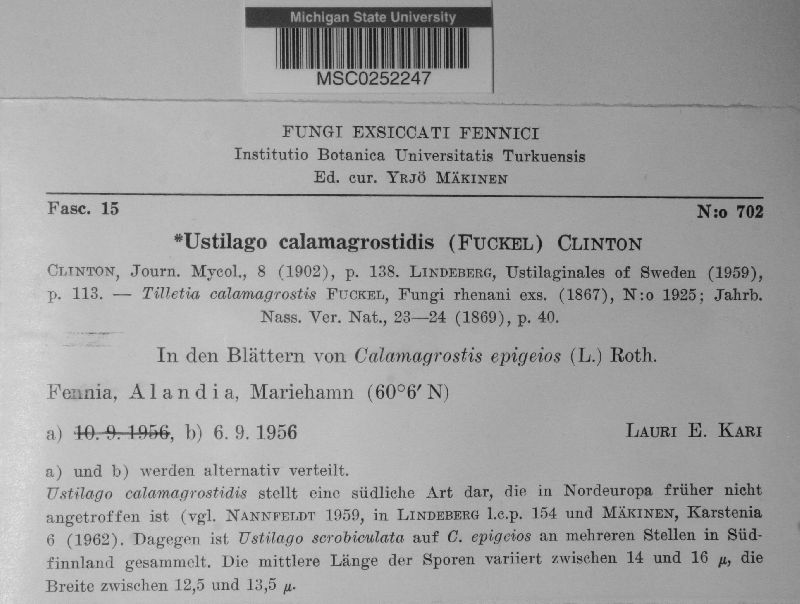 Michigan State University
MSC0252247
FUNGI EXSICCATI FENNICI
Institutio Botanica Universitatis Turkuensis
Ed. cur. YRJÖ MÄKINEN
Fasc. 15 N:o 702
*Ustilago calamagrostidis (FUCKEL) CLINTON
CLINTON, Journ. Mycol., 8 (1902), p. 138. LINDEBERG, Ustilaginales of Sweden (1959),
p. 113. — Tilletia calamagrostis FUCKEL, Fungi rhenani exs. (1867), N:o 1925; Jahrb.
Nass. Ver. Nat., 23—24 (1869), p. 40.
In den Blättern von Calamagrostis epigeios (L.) Roth.
Fennia, Alandia, Mariehamn (60°6′ N)
a) 10. 9. 1956, b) 6. 9. 1956 LAURI E. KARI
a) und b) werden alternativ verteilt.
Ustilago calamagrostidis stellt eine südliche Art dar, die in Nordeuropa früher nicht
angetroffen ist (vgl. NANNFELDT 1959, in LINDEBERG l.c.p. 154 und MÄKINEN, Karstenia
6 (1962). Dagegen ist Ustilago scrobiculata auf C. epigeios an mehreren Stellen in Süd-
finnland gesammelt. Die mittlere Länge der Sporen variiert zwischen 14 und 16 μ, die
Breite zwischen 12,5 und 13,5 μ.